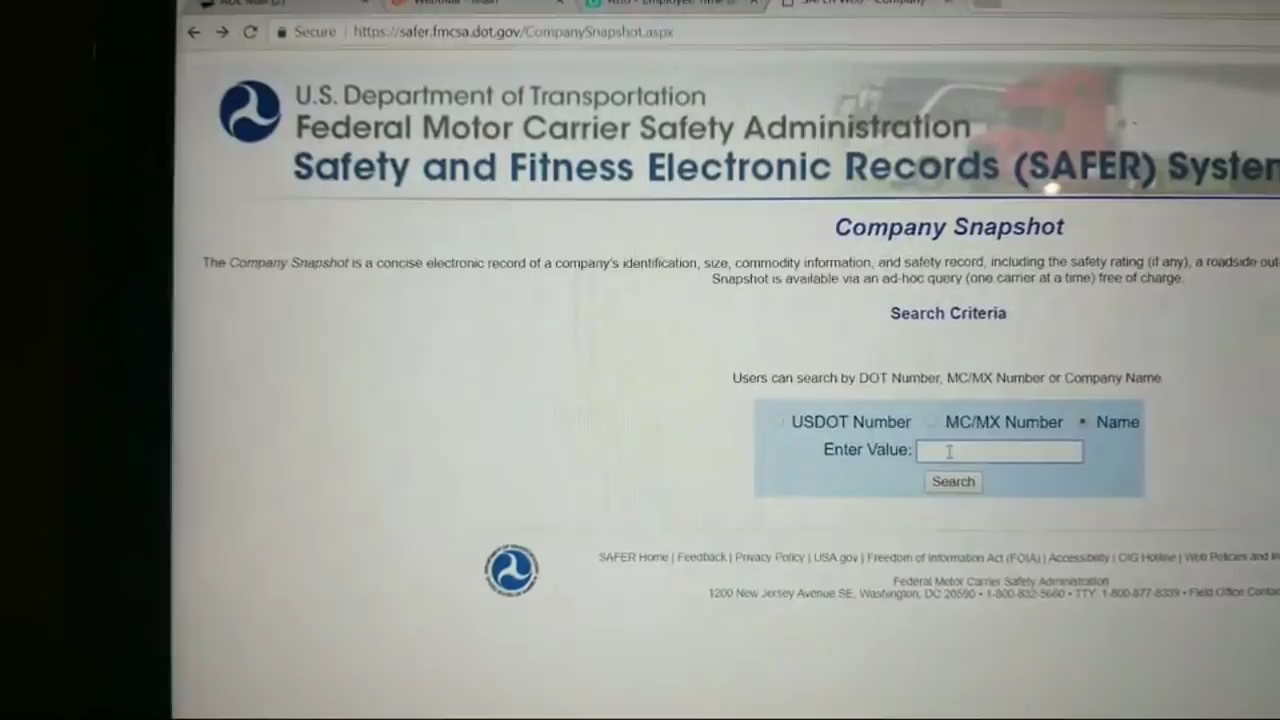 Secure | https://safer.fmcsa.dot.gov/CompanySnapshot.aspx
U.S. Department of Transportation
Federal Motor Carrier Safety Administration
Safety and Fitness Electronic Records (SAFER) System
Company Snapshot
The Company Snapshot is a concise electronic record of a company's identification, size, commodity information, and safety record, including the safety rating (if any), a roadside out
Snapshot is available via an ad-hoc query (one carrier at a time) free of charge.
Search Criteria
Users can search by DOT Number, MC/MX Number or Company Name
USDOT Number MC/MX Number Name
Enter Value:
Search
SAFER Home | Feedback | Privacy Policy | USA.gov | Freedom of Information Act (FOIA) | Accessibility | OIG Hotline | Web Policies and
Federal Motor Carrier Safety Administration
1200 New Jersey Avenue SE, Washington, DC 20590 • 1-800-832-5660 • TTY: 1-800-877-8339 • Field Office